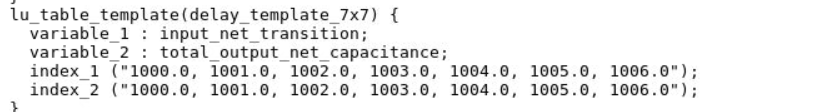 lu_table_template(delay_template_7x7) {
  variable_1 : input_net_transition;
  variable_2 : total_output_net_capacitance;
  index_1 ("1000.0, 1001.0, 1002.0, 1003.0, 1004.0, 1005.0, 1006.0");
  index_2 ("1000.0, 1001.0, 1002.0, 1003.0, 1004.0, 1005.0, 1006.0");
}